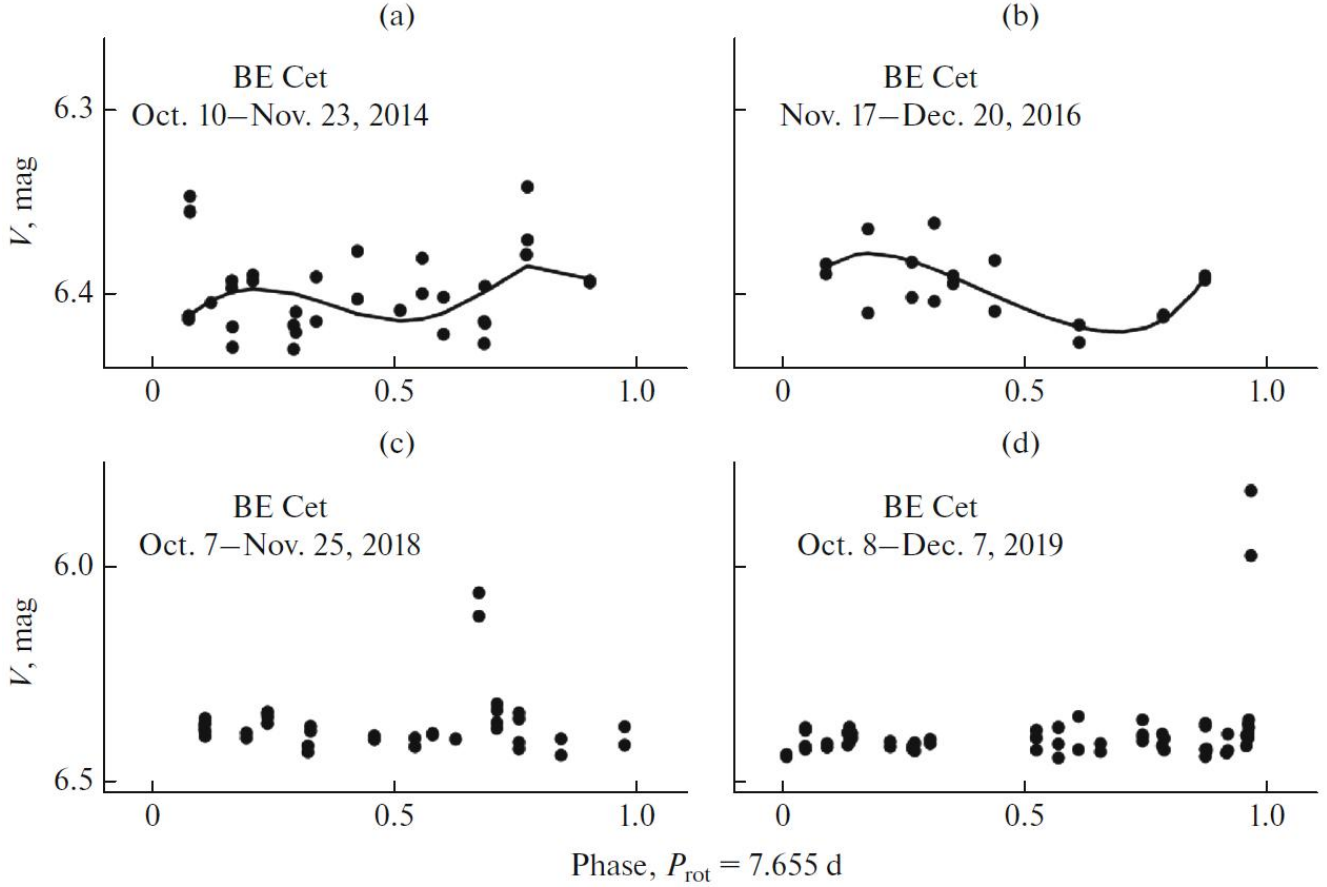 (a)
BE Cet
Oct. 10–Nov. 23, 2014
6.3
6.4
V, mag
0 0.5 1.0
(b)
BE Cet
Nov. 17–Dec. 20, 2016
0 0.5 1.0
(c)
BE Cet
Oct. 7–Nov. 25, 2018
6.0
6.5
V, mag
0 0.5 1.0
(d)
BE Cet
Oct. 8–Dec. 7, 2019
0 0.5 1.0
Phase, Prot = 7.655 d